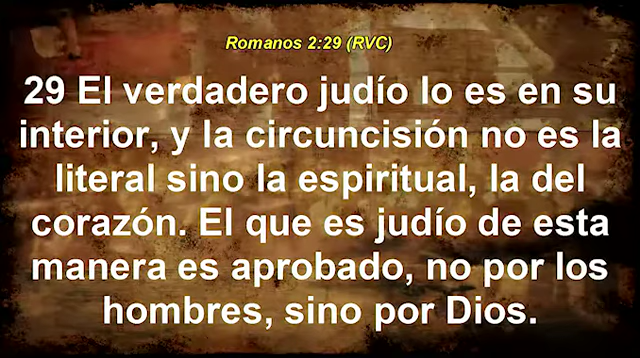 Romanos 2:29 (RVC)
29 El verdadero judío lo es en su
interior, y la circuncisión no es la
literal sino la espiritual, la del
corazón. El que es judío de esta
manera es aprobado, no por los
hombres, sino por Dios.